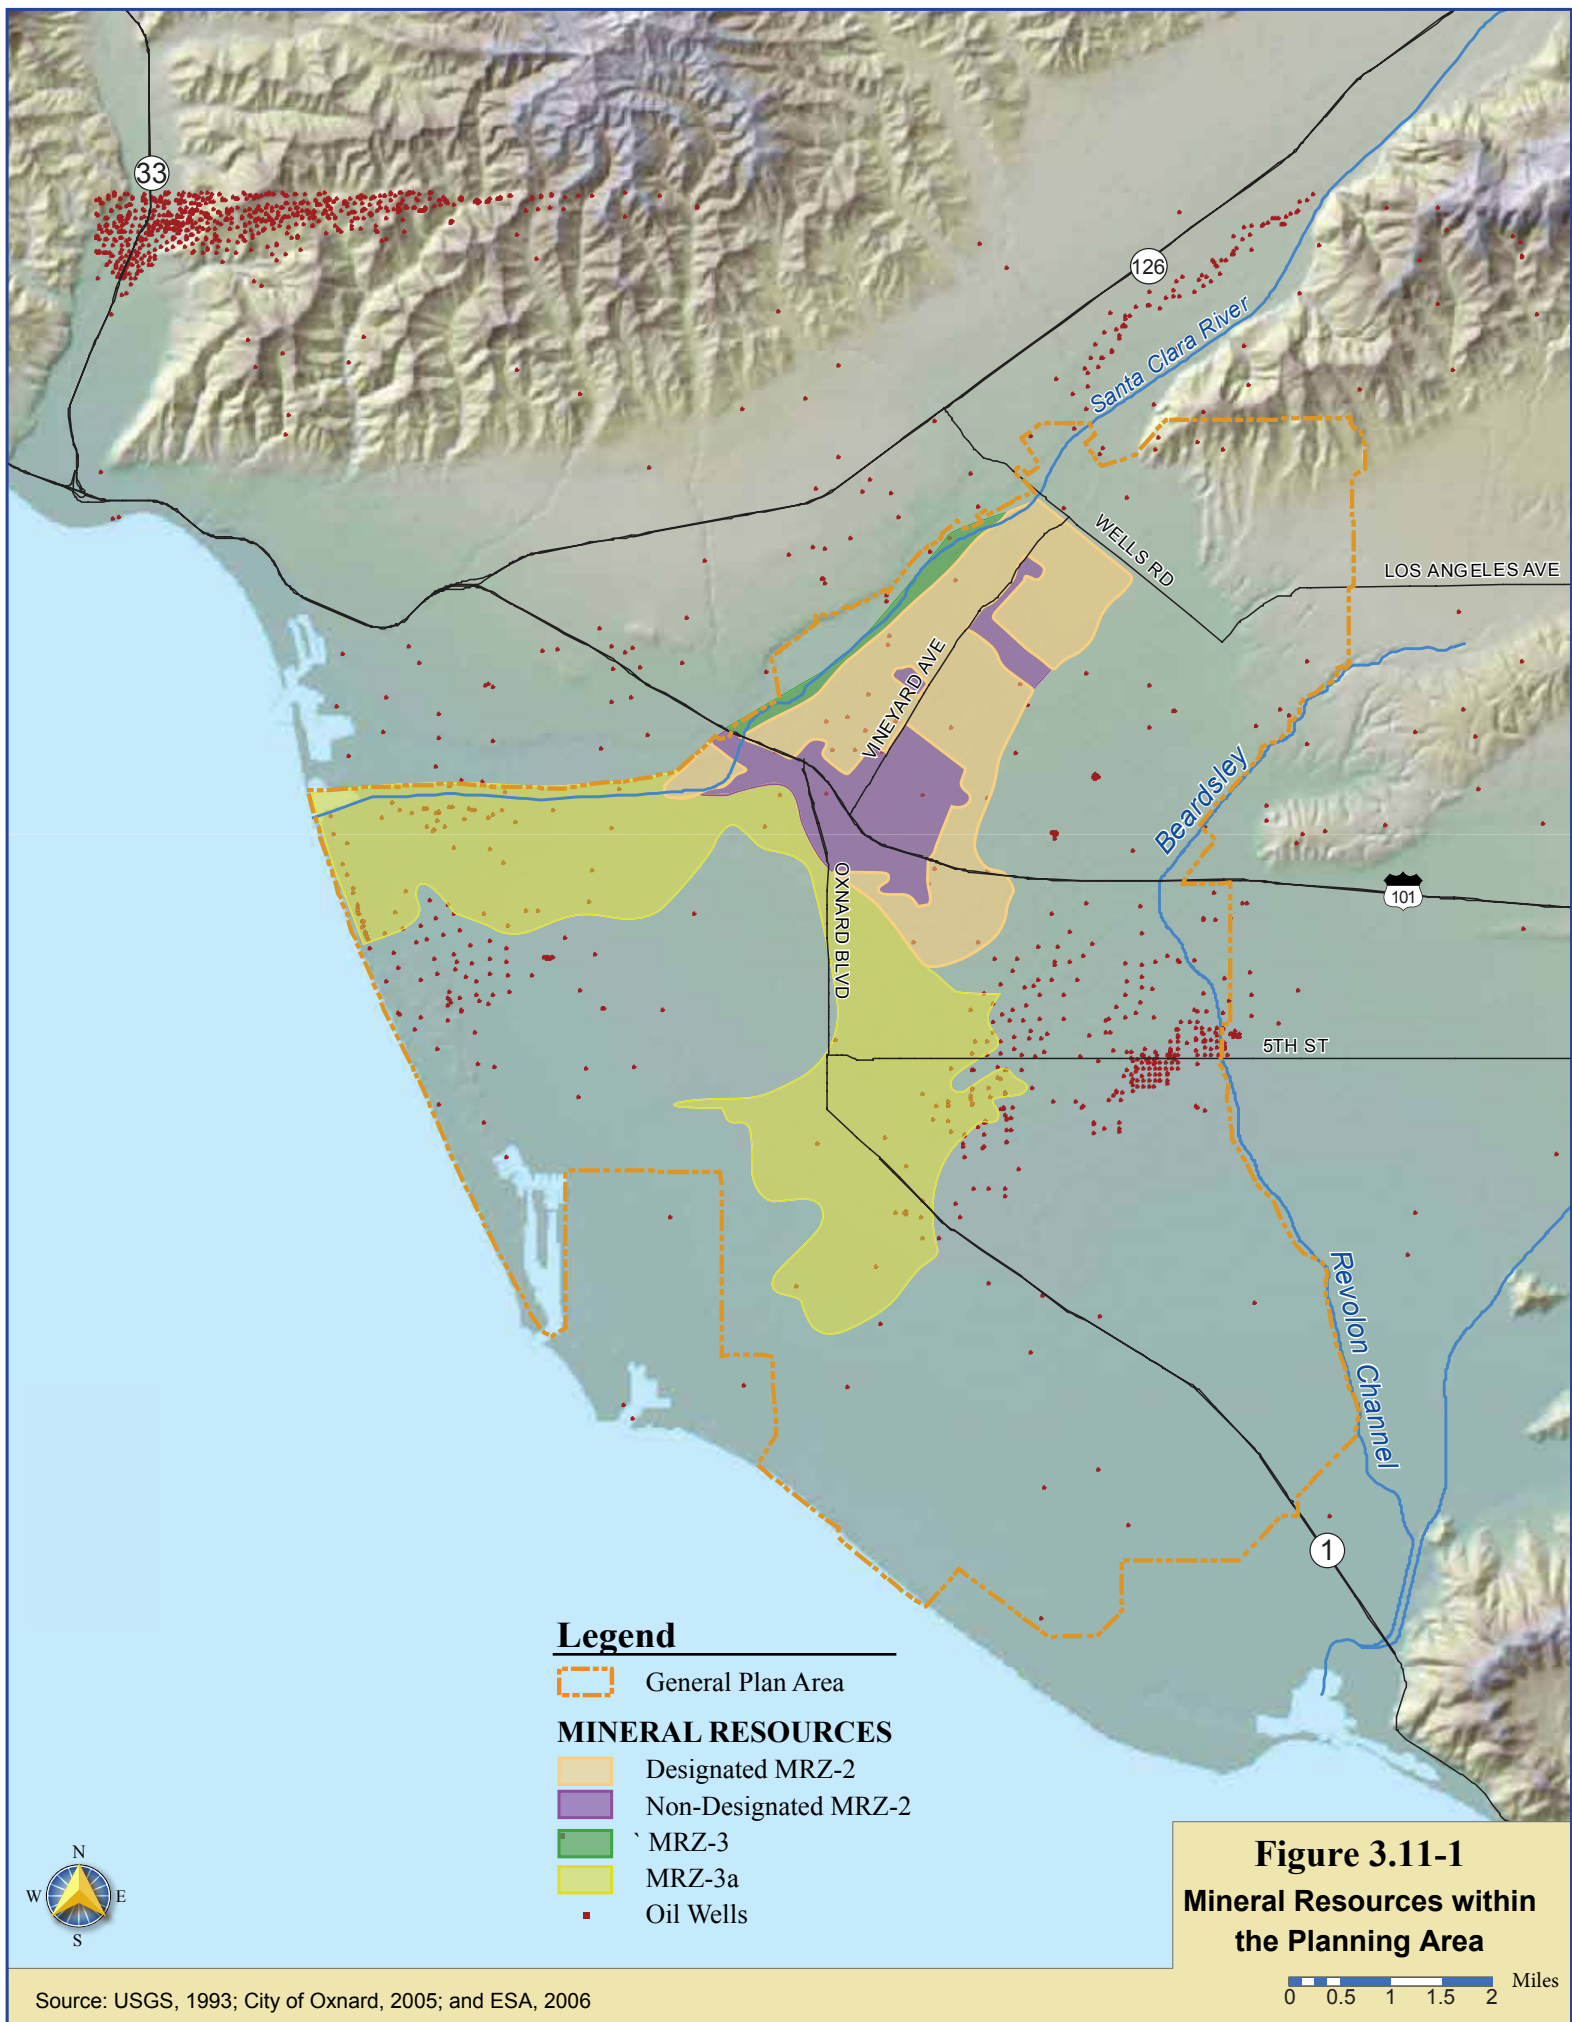 33
126
Santa Clara River
WELLS RD
LOS ANGELES AVE
VINEYARD AVE
Beardsley
101
OXNARD BLVD
5TH ST
Revolon Channel
1
Legend
General Plan Area
MINERAL RESOURCES
Designated MRZ-2
Non-Designated MRZ-2
` MRZ-3
MRZ-3a
Oil Wells
N
W E
S
Figure 3.11-1
Mineral Resources within
the Planning Area
Miles
0 0.5 1 1.5 2
Source: USGS, 1993; City of Oxnard, 2005; and ESA, 2006